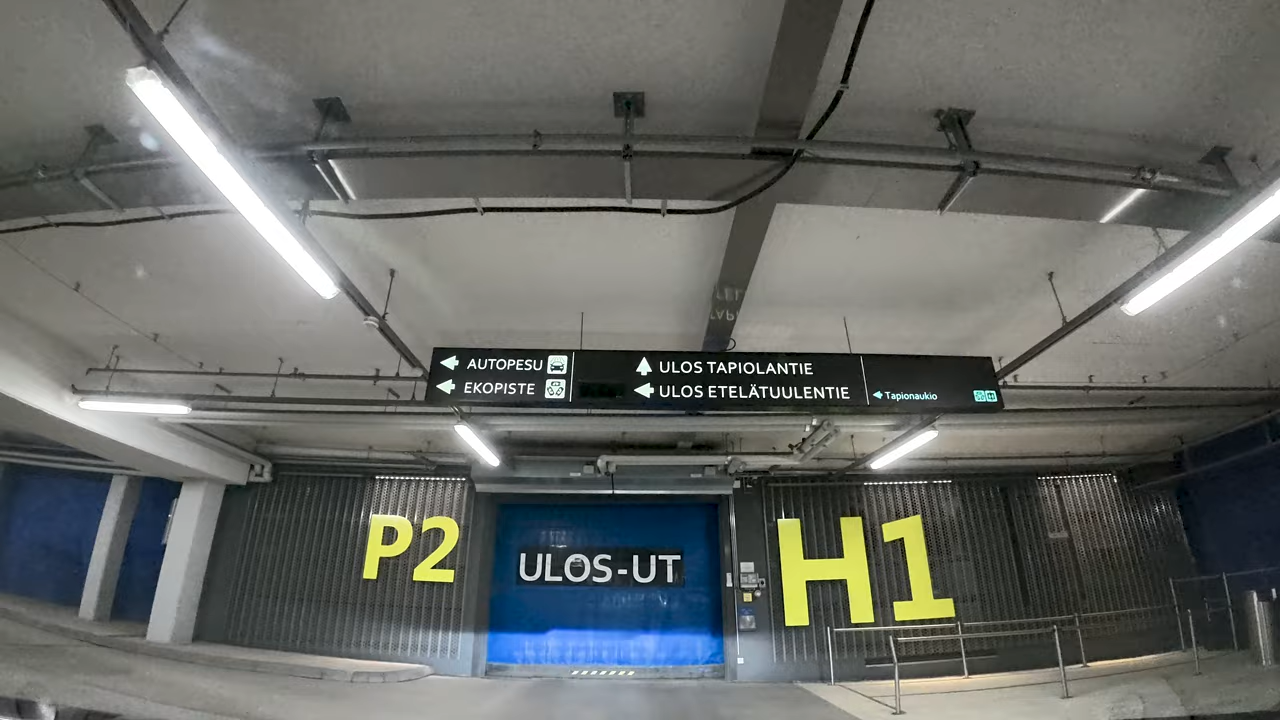 AUTOPESU
EKOPISTE
ULOS TAPIOLANTIE
ULOS ETELÄTUULENTIE
Tapionaukio
P2
ULOS-UT
H1